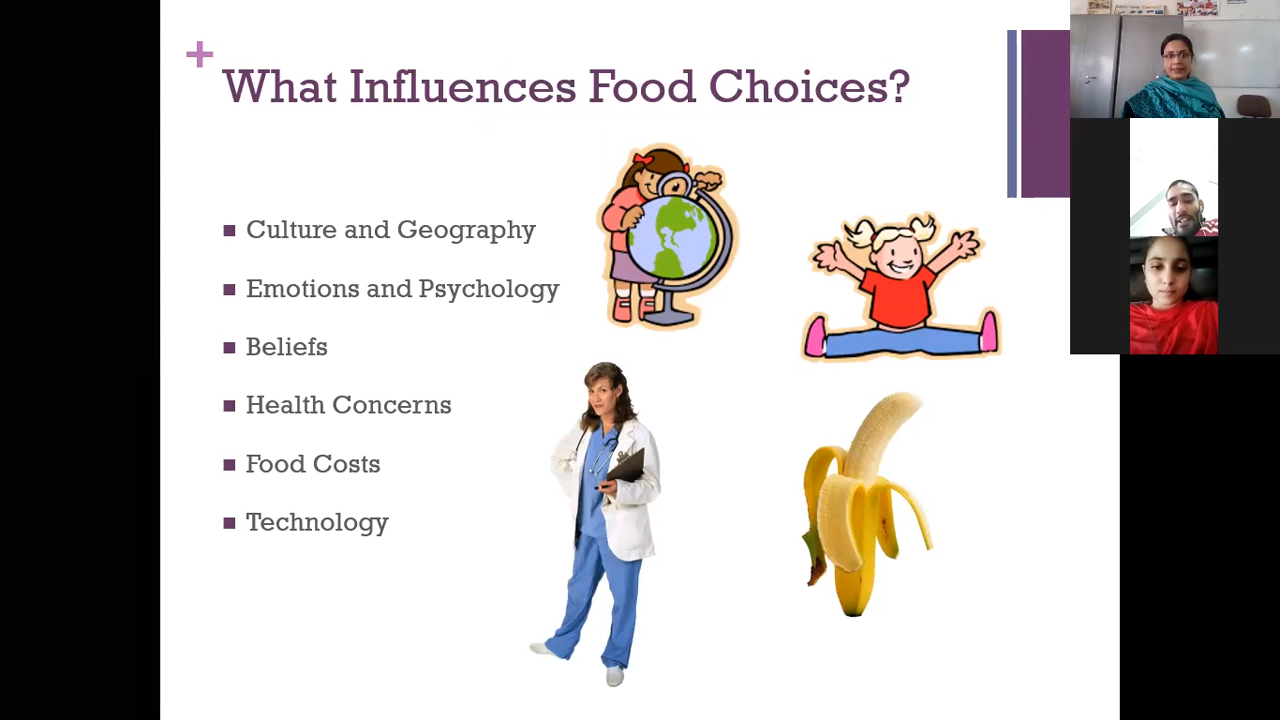 What Influences Food Choices?
Culture and Geography
Emotions and Psychology
Beliefs
Health Concerns
Food Costs
Technology